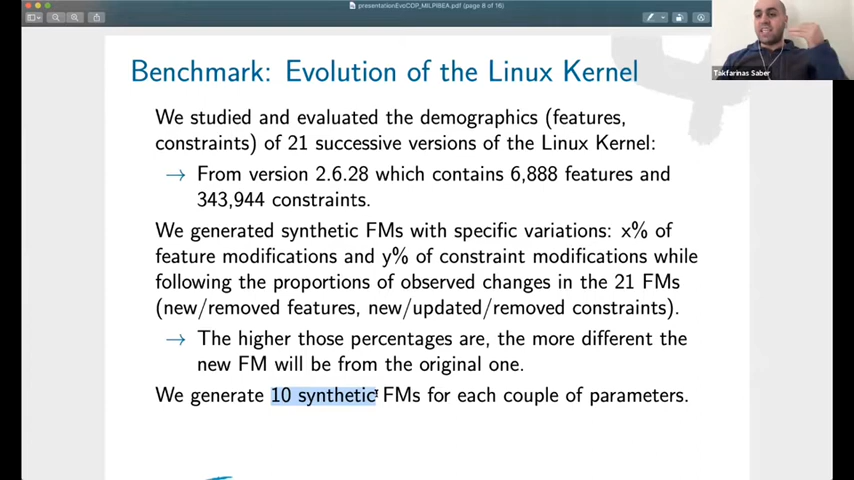 presentationEvoCOP_MILPIBEA.pdf (page 8 of 16)
Takfarinas Saber
Benchmark: Evolution of the Linux Kernel
We studied and evaluated the demographics (features,
constraints) of 21 successive versions of the Linux Kernel:
→ From version 2.6.28 which contains 6,888 features and
343,944 constraints.
We generated synthetic FMs with specific variations: x% of
feature modifications and y% of constraint modifications while
following the proportions of observed changes in the 21 FMs
(new/removed features, new/updated/removed constraints).
→ The higher those percentages are, the more different the
new FM will be from the original one.
We generate 10 synthetic FMs for each couple of parameters.